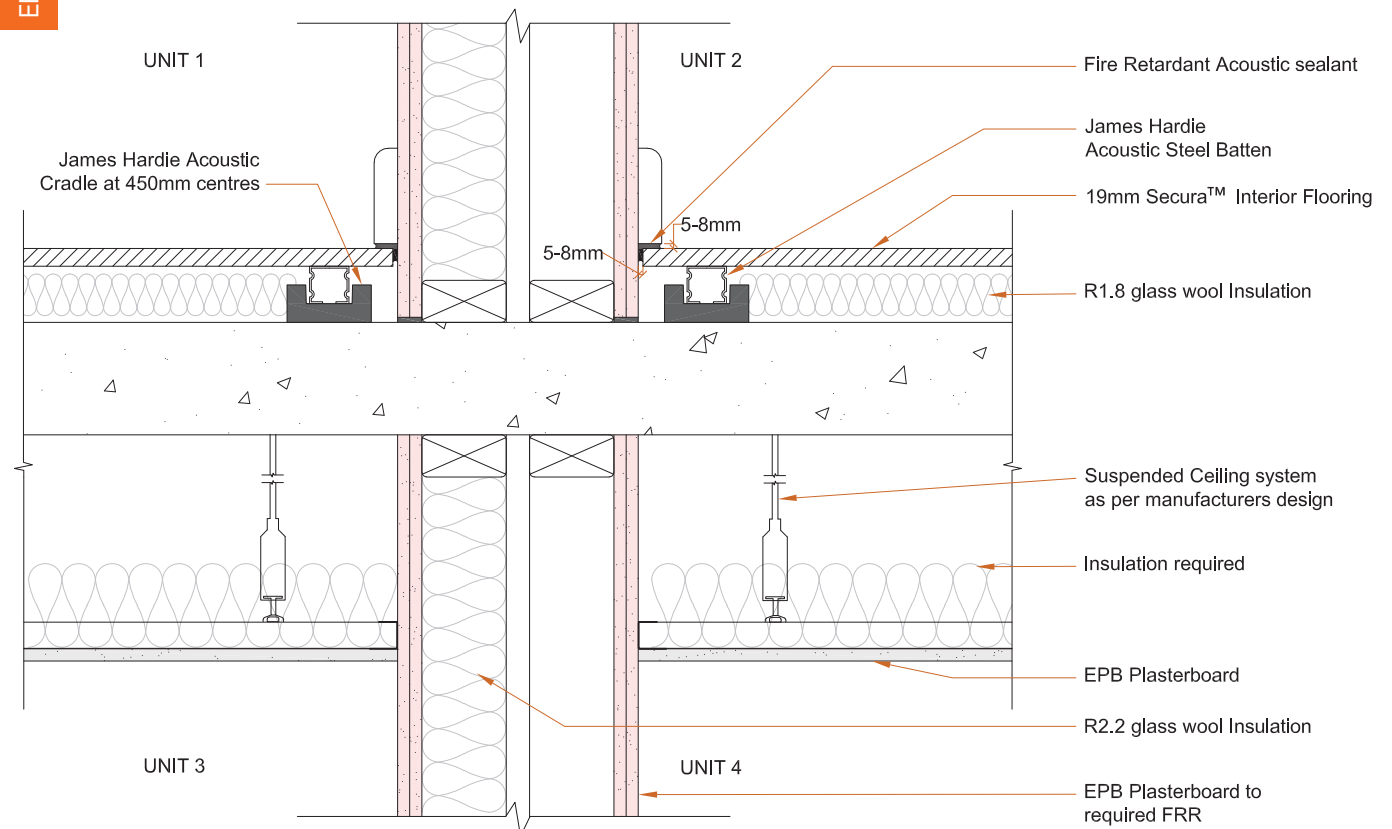 UNIT 1
UNIT 2
Fire Retardant Acoustic sealant
James Hardie
Acoustic Steel Batten
James Hardie Acoustic
Cradle at 450mm centres
19mm Secura™ Interior Flooring
5-8mm
5-8mm
R1.8 glass wool Insulation
Suspended Ceiling system
as per manufacturers design
Insulation required
EPB Plasterboard
R2.2 glass wool Insulation
UNIT 3
UNIT 4
EPB Plasterboard to
required FRR